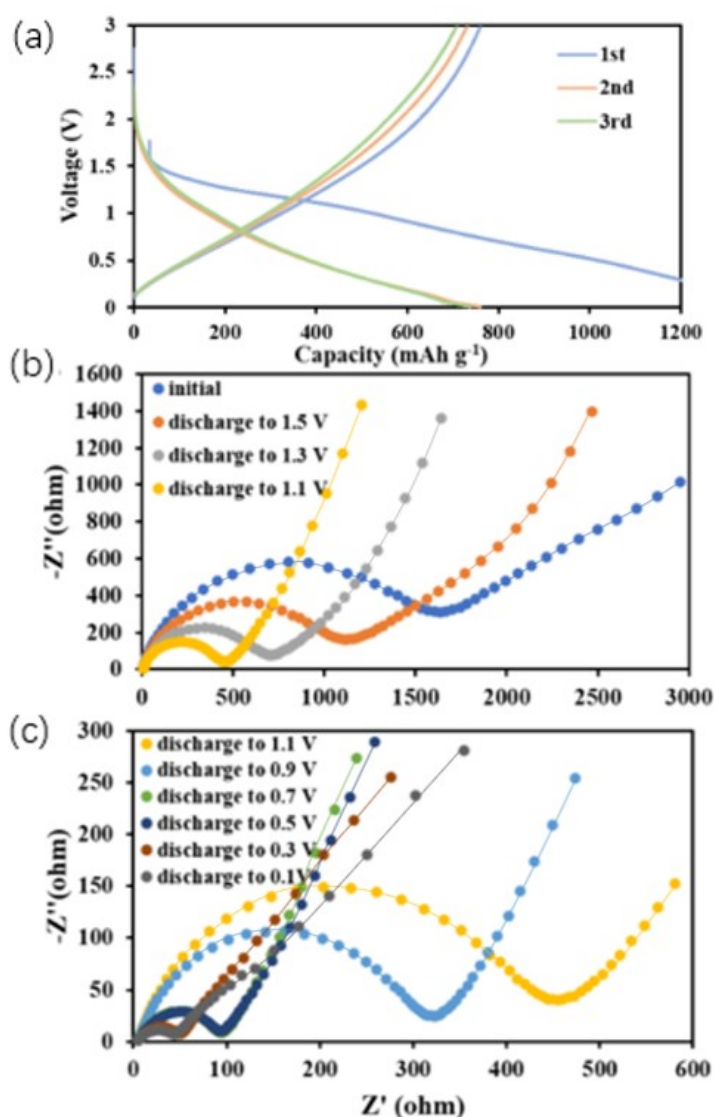 (a)
3
2.5
2
1.5
1
0.5
0
Voltage (V)
1st
2nd
3rd
0 200 400 600 800 1000 1200
Capacity (mAh g⁻¹)
(b)
1600
1400
1200
1000
800
600
400
200
0
-Z''(ohm)
initial
discharge to 1.5 V
discharge to 1.3 V
discharge to 1.1 V
0 500 1000 1500 2000 2500 3000
(c)
300
250
200
150
100
50
0
-Z''(ohm)
discharge to 1.1 V
discharge to 0.9 V
discharge to 0.7 V
discharge to 0.5 V
discharge to 0.3 V
discharge to 0.1V
0 100 200 300 400 500 600
Z' (ohm)